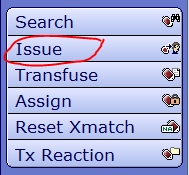 Search
Issue
Transfuse
Assign
Reset Xmatch
Tx Reaction